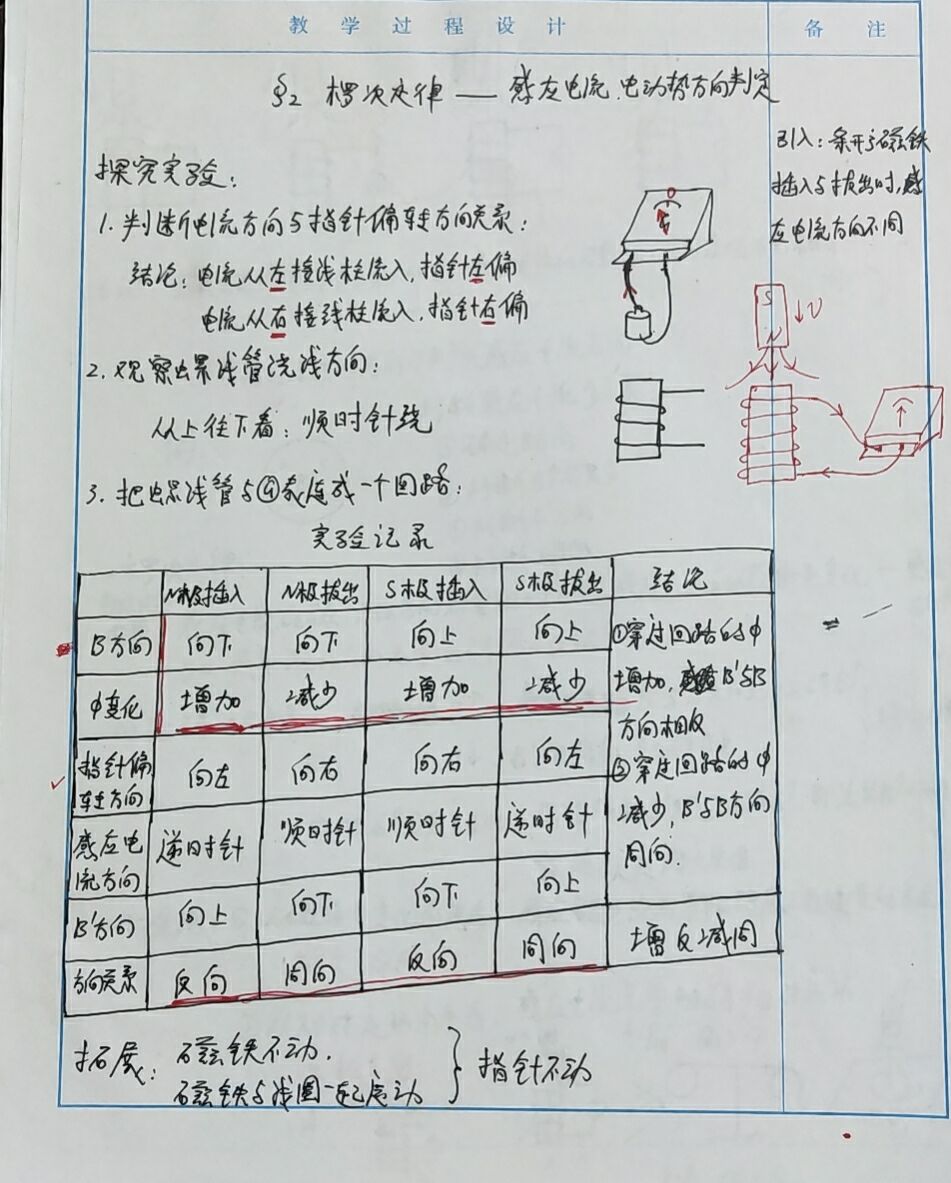 教学过程设计
备注
§2 楞次定律 —— 感应电流、电动势方向判定
引入：条形磁铁
插入与拔出时，感
应电流方向不同
探究实验：
1. 判断电流方向与指针偏转方向关系：
结论：电流从左接线柱流入，指针左偏
电流从右接线柱流入，指针右偏
2. 观察螺线管绕线方向：
从上往下看：顺时针绕
3. 把螺线管与G表连成一个回路：
0
G
S
N
↓v
实验记录
N极插入 N极拔出 S极插入 S极拔出 结论
B方向 向下 向下 向上 向上
φ变化 增加 减少 增加 减少
指针偏转方向 向左 向右 向右 向左
感应电流方向 逆时针 顺时针 顺时针 逆时针
B'方向 向上 向下 向下 向上
方向关系 反向 同向 反向 同向
①穿过回路的φ
增加，B'与B
方向相反
②穿过回路的φ
减少，B'与B方向
同向.
增反减同
拓展：磁铁不动.
磁铁与线圈一起运动
} 指针不动